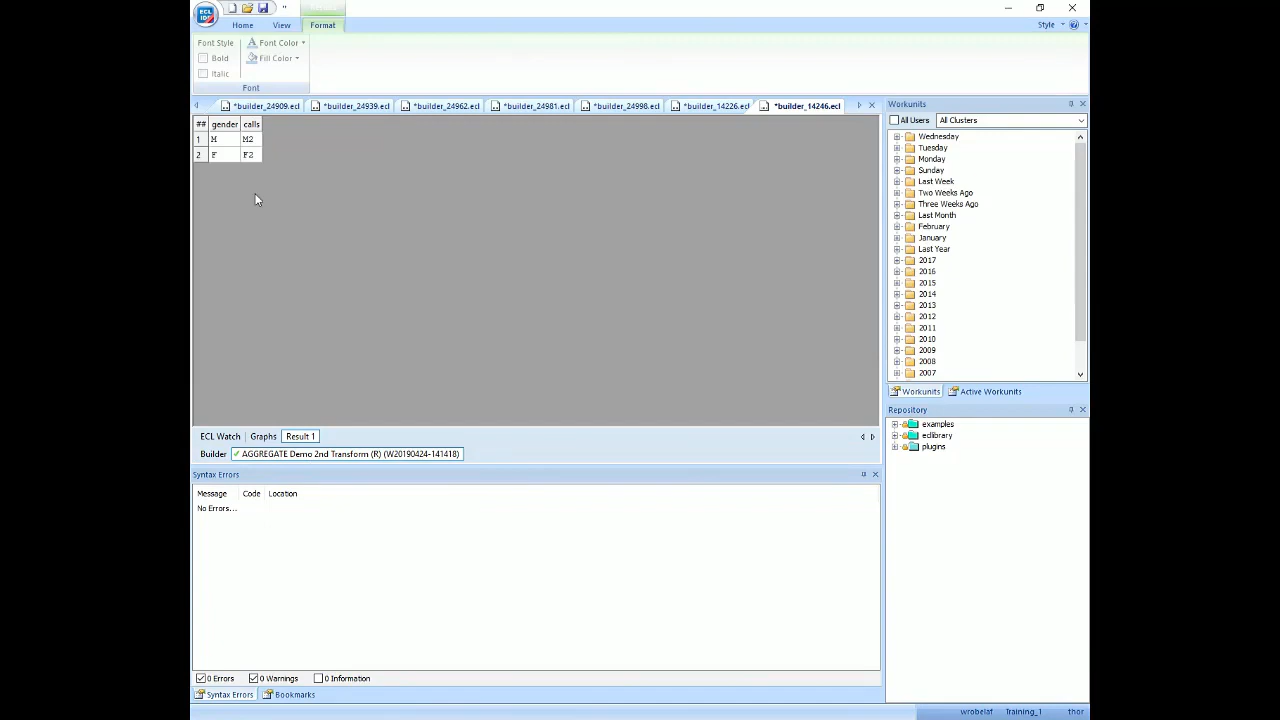 ECL IDE
Home View Format
Style
Font Style Font Color
Bold Fill Color
Italic
Font
*builder_24909.ecl *builder_24939.ecl *builder_24962.ecl *builder_24981.ecl *builder_24998.ecl *builder_14226.ecl *builder_14246.ecl
## gender calls
1 M M2
2 F F2
ECL Watch Graphs Result 1
Builder AGGREGATE Demo 2nd Transform (R) (W20190424-141418)
Syntax Errors
Message Code Location
No Errors...
0 Errors 0 Warnings 0 Information
Syntax Errors Bookmarks
Workunits
All Users All Clusters
Wednesday
Tuesday
Monday
Sunday
Last Week
Two Weeks Ago
Three Weeks Ago
Last Month
February
January
Last Year
2017
2016
2015
2014
2013
2012
2011
2010
2009
2008
2007
Workunits Active Workunits
Repository
examples
eclibrary
plugins
wrobelaf Training_1 thor